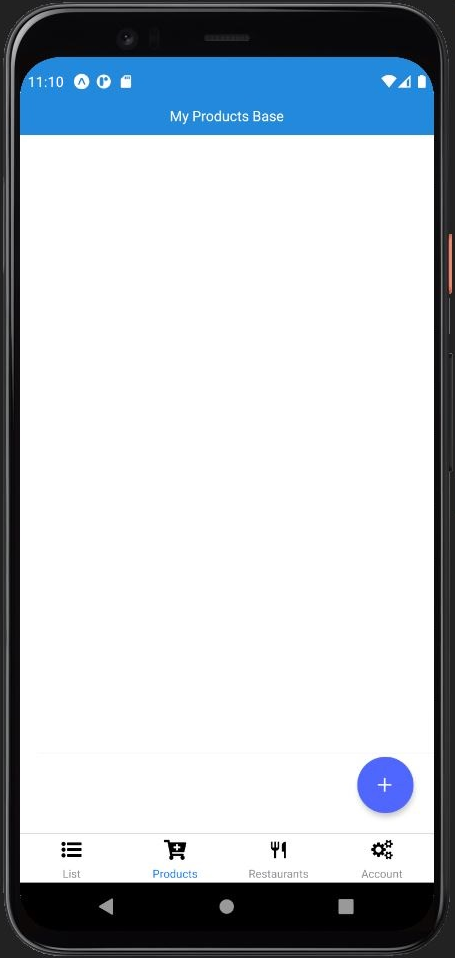 11:10
My Products Base
List
Products
Restaurants
Account